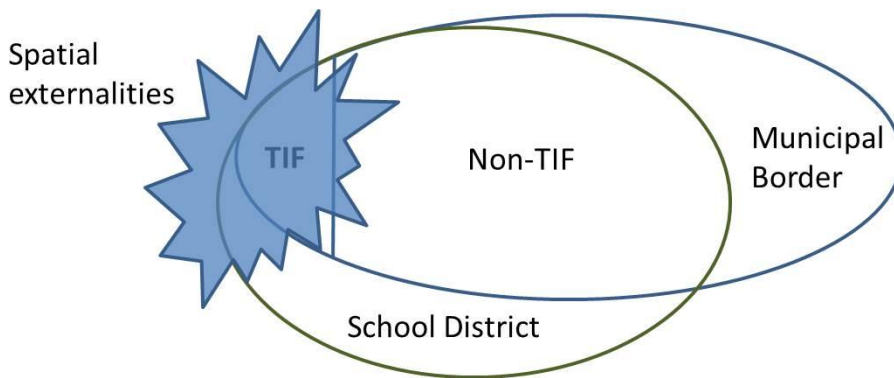 Spatial
externalities
TIF
Non-TIF
Municipal
Border
School District